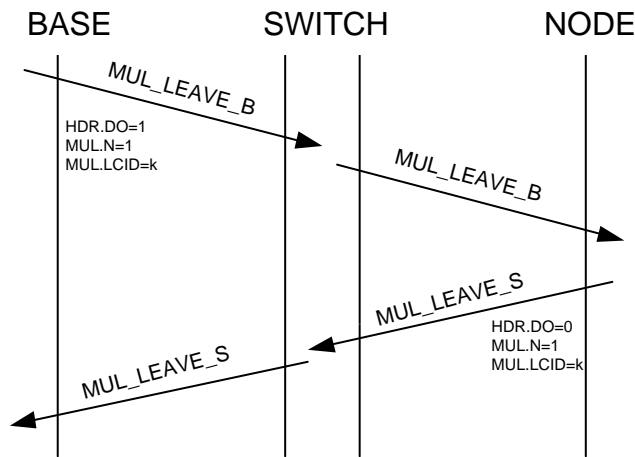 BASE SWITCH NODE
MUL_LEAVE_B
HDR.DO=1
MUL.N=1
MUL.LCID=k
MUL_LEAVE_B
MUL_LEAVE_S
HDR.DO=0
MUL.N=1
MUL.LCID=k
MUL_LEAVE_S